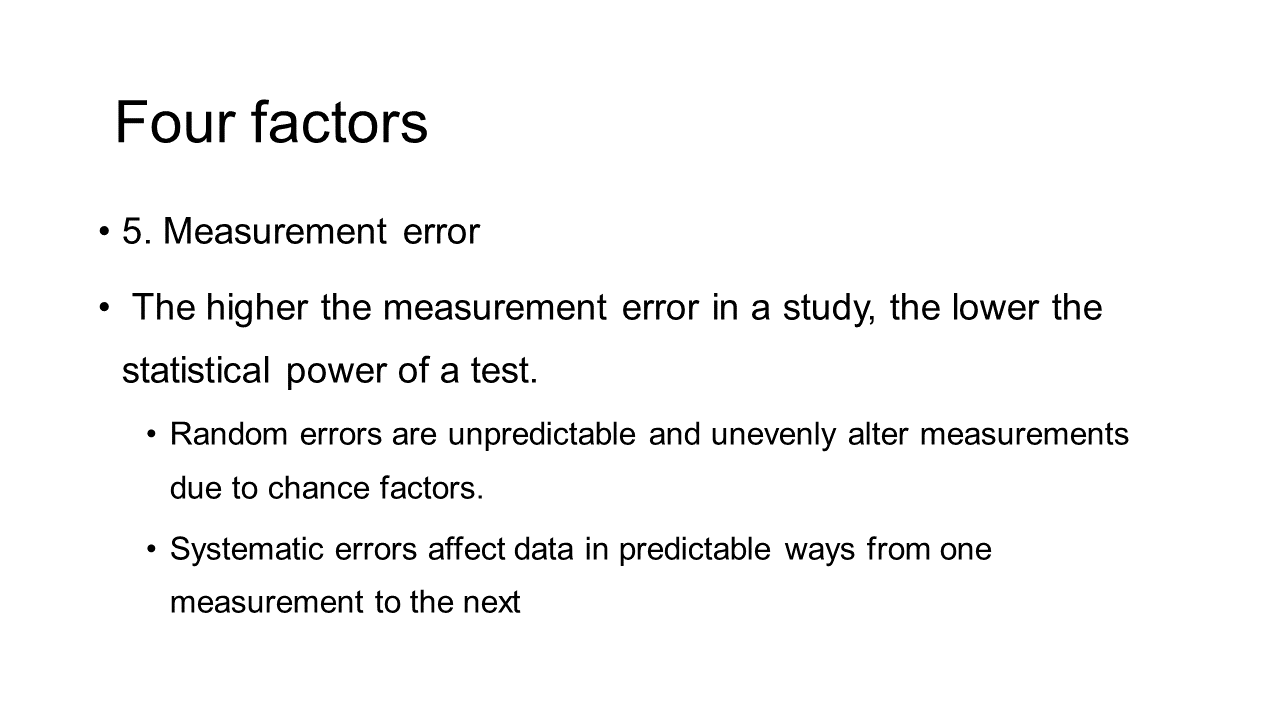 Four factors
• 5. Measurement error
• The higher the measurement error in a study, the lower the
statistical power of a test.
• Random errors are unpredictable and unevenly alter measurements
due to chance factors.
• Systematic errors affect data in predictable ways from one
measurement to the next